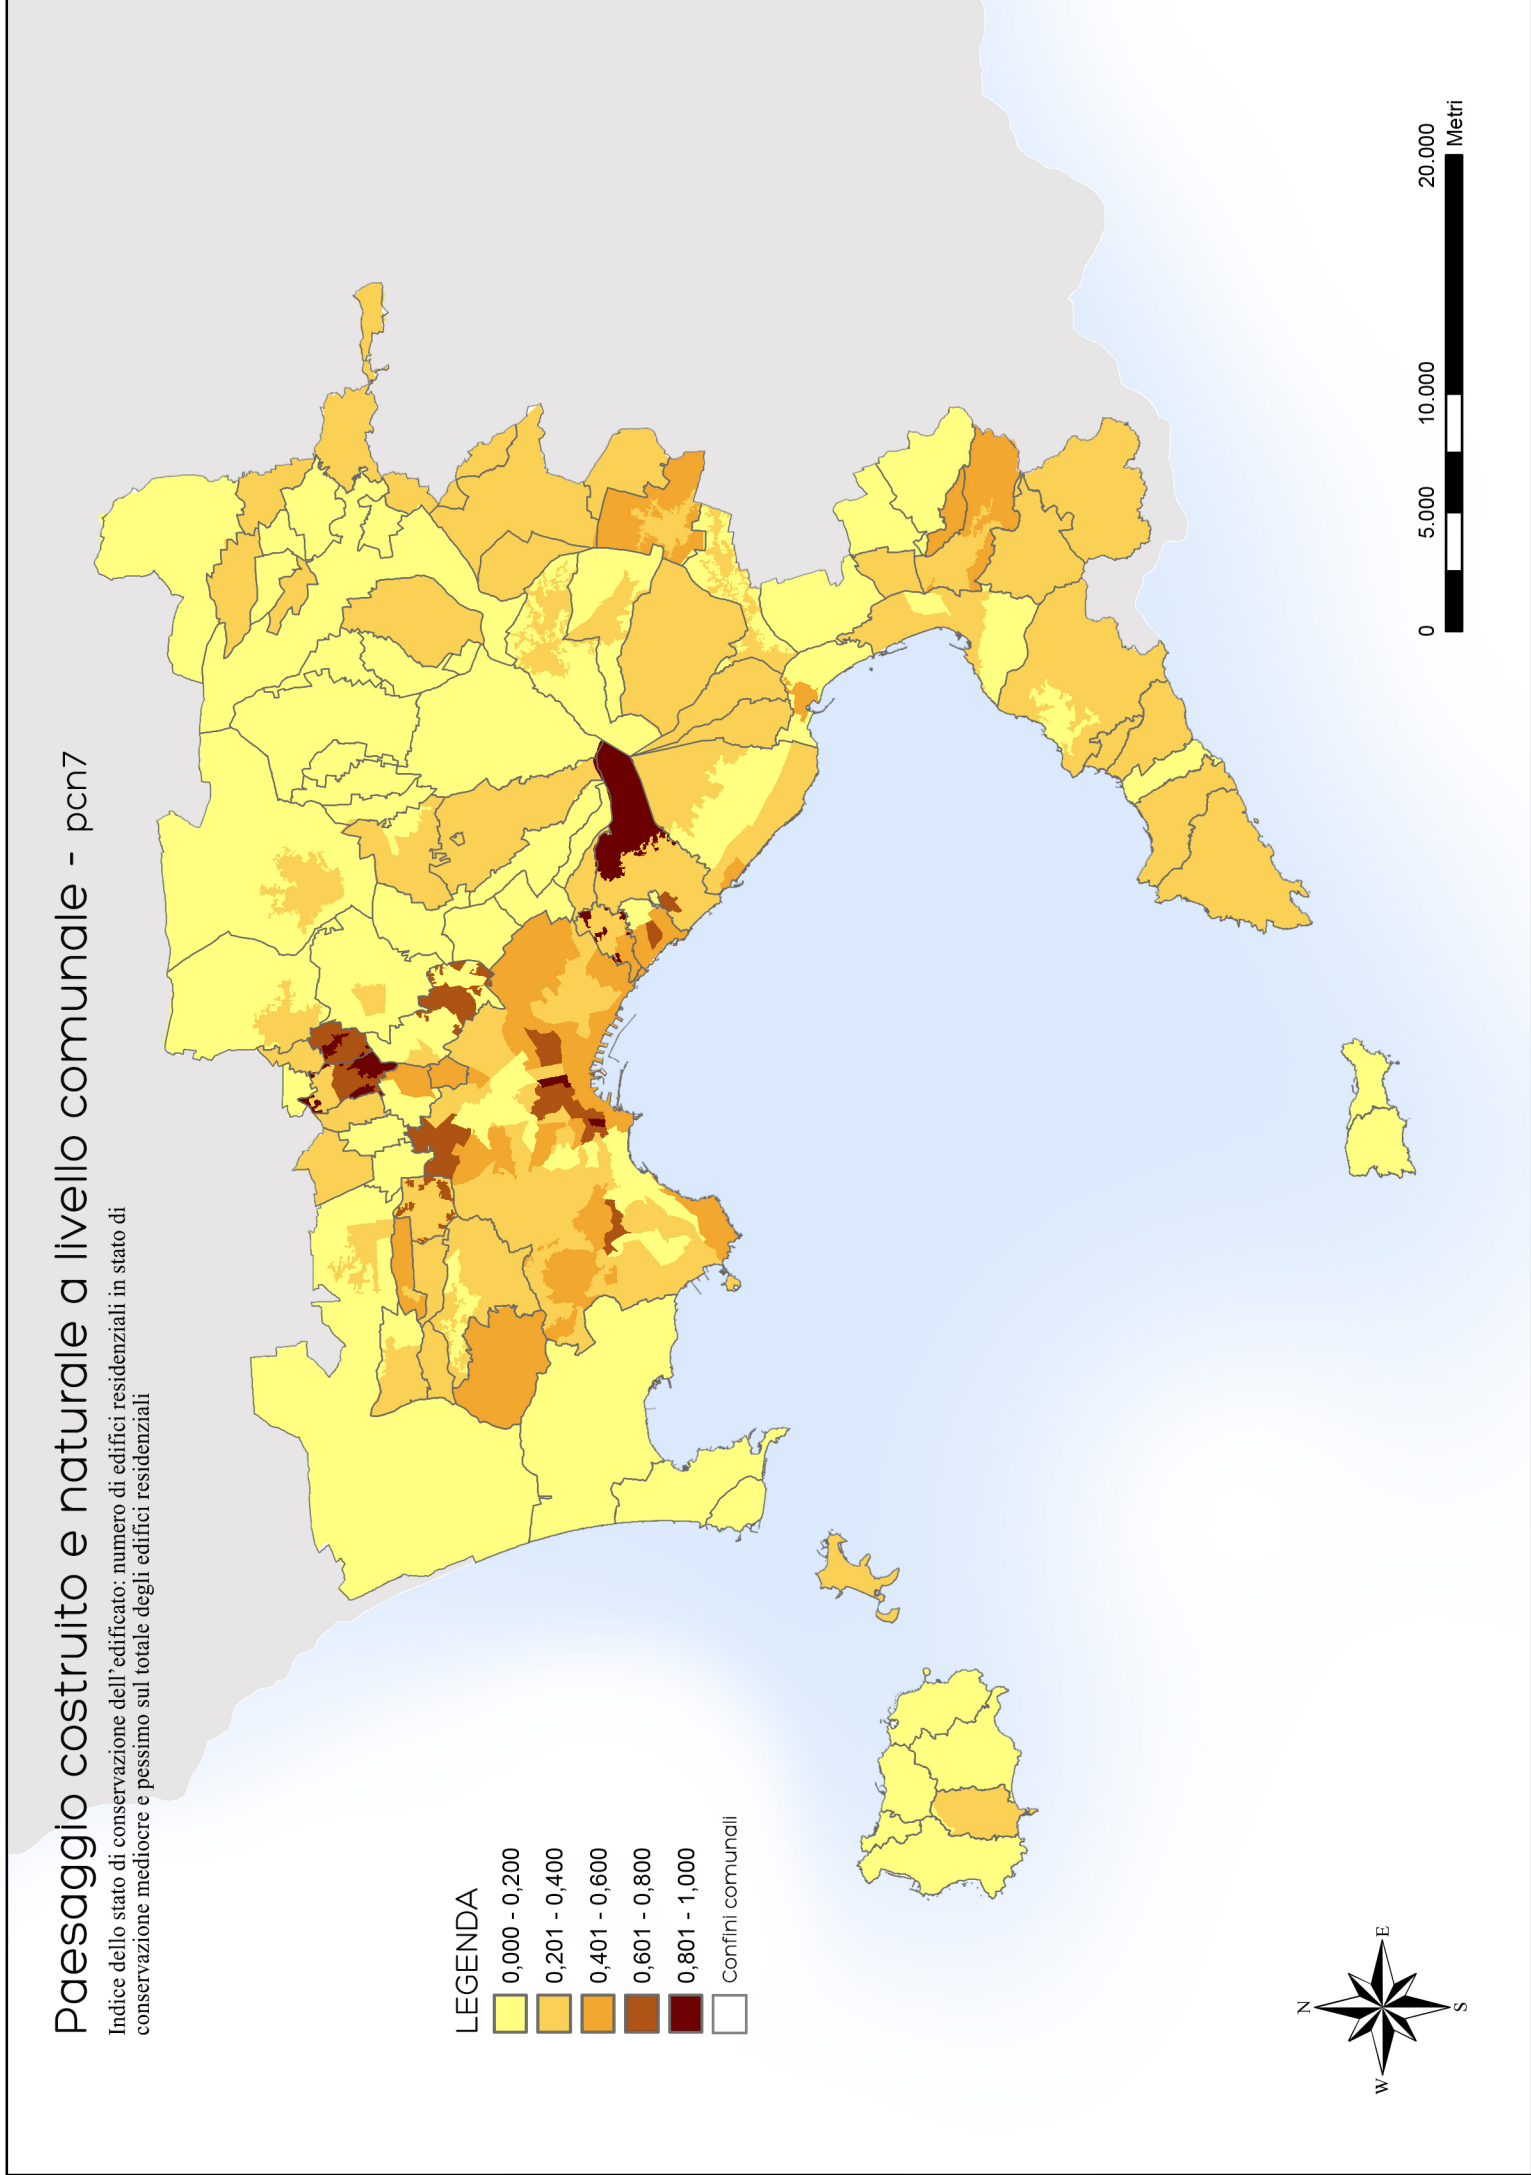 Paesaggio costruito e naturale a livello comunale - pcn7
Indice dello stato di conservazione dell'edificato: numero di edifici residenziali in stato di
conservazione mediocre e pessimo sul totale degli edifici residenziali
LEGENDA
0,000 - 0,200
0,201 - 0,400
0,401 - 0,600
0,601 - 0,800
0,801 - 1,000
Confini comunali
N
W E
S
0 5.000 10.000 20.000
Metri